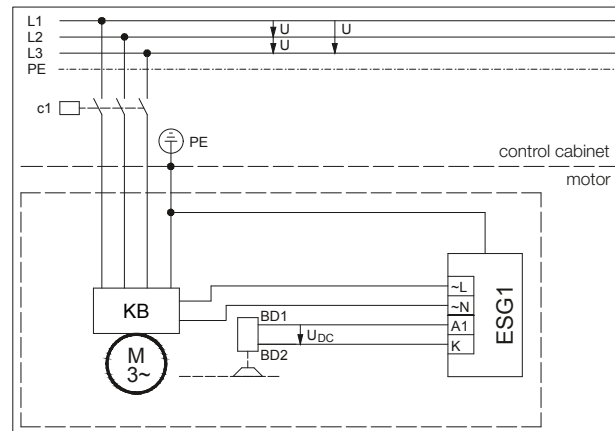 L1
U
L2
U
L3
PE
c1
PE
control cabinet
motor
~L
KB
~N
ESG1
BD1
UDC
A1
BD2
K
M
3~